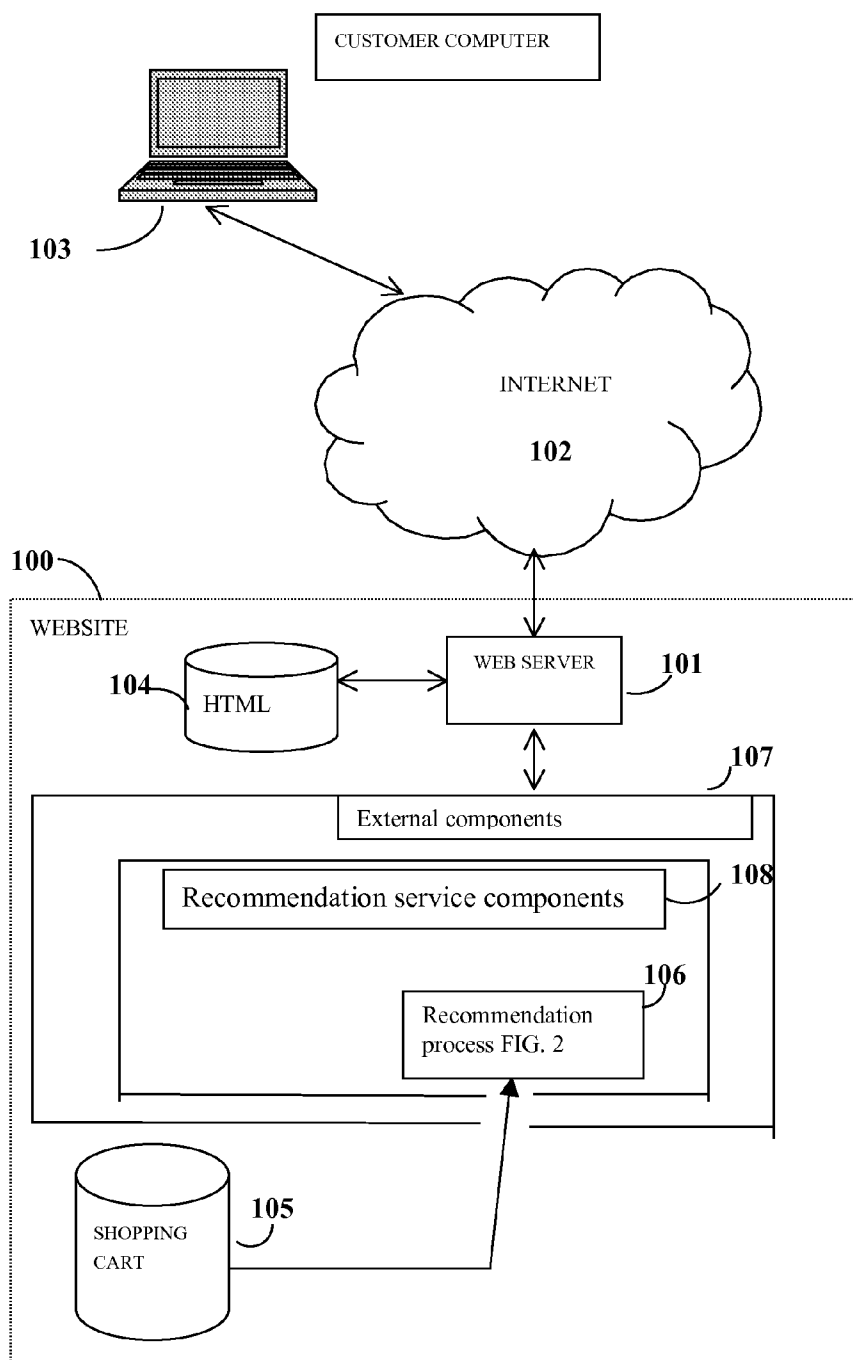 CUSTOMER COMPUTER
103
INTERNET
102
100
WEBSITE
WEB SERVER
101
104
HTML
107
External components
108
Recommendation service components
106
Recommendation
process FIG. 2
105
SHOPPING
CART